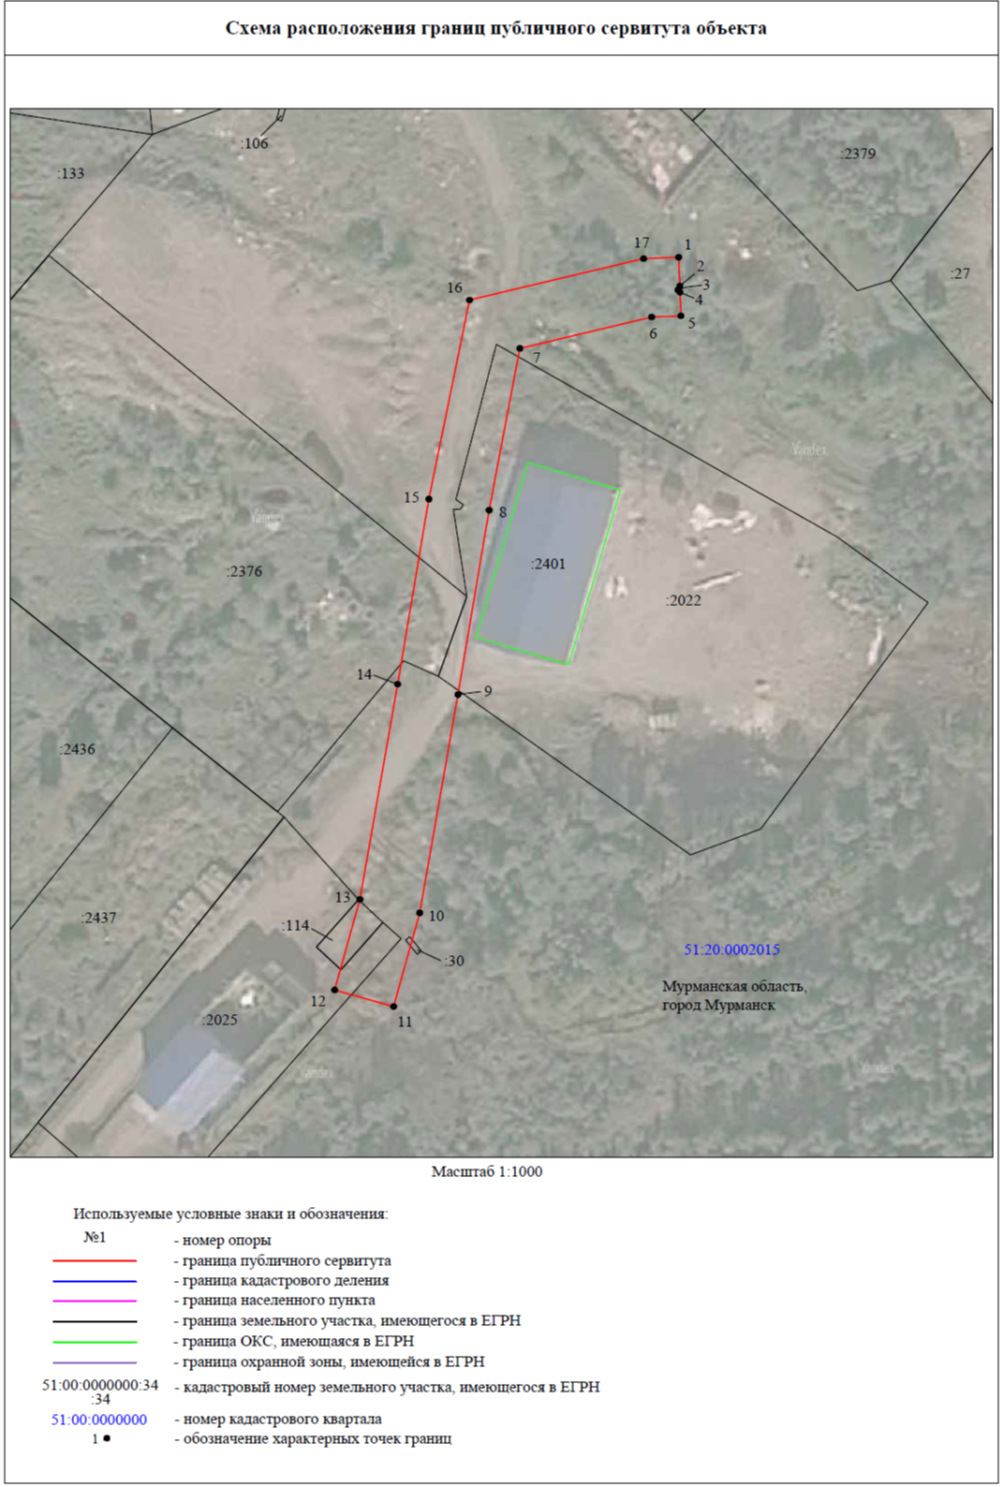 Схема расположения границ публичного сервитута объекта
:106
:133
:2379
:27
17
1
2
3
4
5
6
16
7
Yandex
15
8
Yandex
:2401
:2376
:2022
14
9
:2436
13
10
:2437
:114
:30
51:20:0002015
12
Мурманская область,
город Мурманск
11
:2025
Yandex
Yandex
Масштаб 1:1000
Используемые условные знаки и обозначения:
№1 - номер опоры
- граница публичного сервитута
- граница кадастрового деления
- граница населенного пункта
- граница земельного участка, имеющегося в ЕГРН
- граница ОКС, имеющаяся в ЕГРН
- граница охранной зоны, имеющейся в ЕГРН
51:00:0000000:34 - кадастровый номер земельного участка, имеющегося в ЕГРН
:34
51:00:0000000 - номер кадастрового квартала
1 - обозначение характерных точек границ